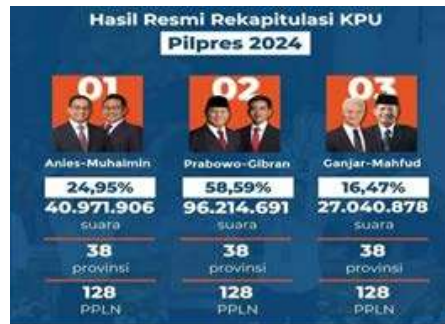 Hasil Resmi Rekapitulasi KPU
Pilpres 2024
01
02
03
Anies-Muhaimin
Prabowo-Gibran
Ganjar-Mahfud
24,95%
58,59%
16,47%
40.971.906
96.214.691
27.040.878
suara
suara
suara
38
38
38
provinsi
provinsi
provinsi
128
128
128
PPLN
PPLN
PPLN